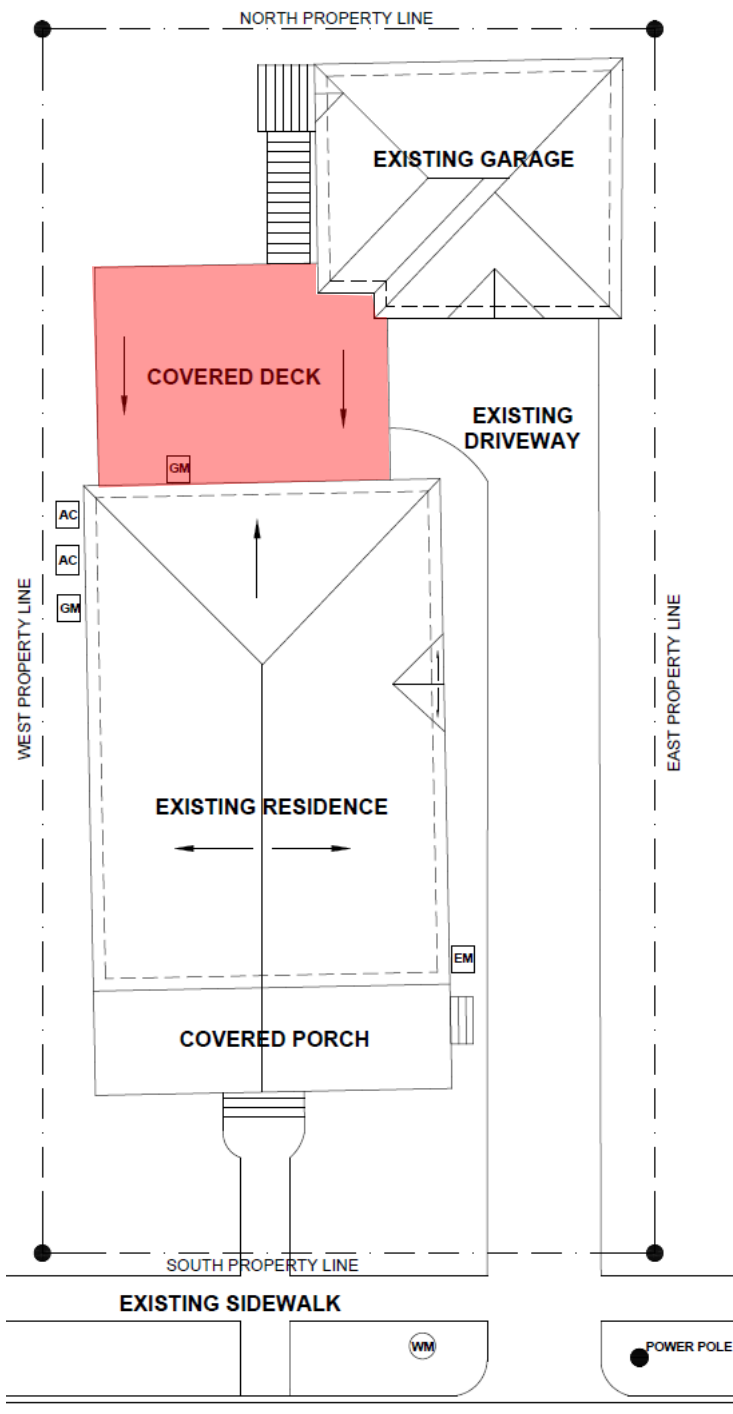 NORTH PROPERTY LINE
EXISTING GARAGE
COVERED DECK
EXISTING
DRIVEWAY
GM
AC
AC
GM
WEST PROPERTY LINE
EAST PROPERTY LINE
EXISTING RESIDENCE
EM
COVERED PORCH
SOUTH PROPERTY LINE
EXISTING SIDEWALK
WM
POWER POLE